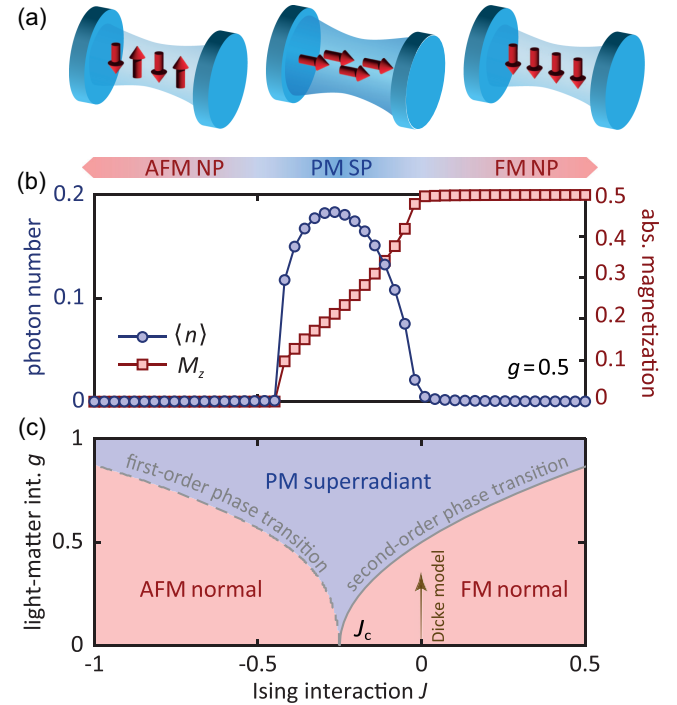 (a)
AFM NP PM SP FM NP
(b)
0.2
0.1
0
photon number
⟨n⟩
M_z
g=0.5
0.5
0.4
0.3
0.2
0.1
0
abs. magnetization
(c)
1
0.5
0
light-matter int. g
first-order phase transition
PM superradiant
second-order phase transition
AFM normal
FM normal
J_c
Dicke model
-1 -0.5 0 0.5
Ising interaction J